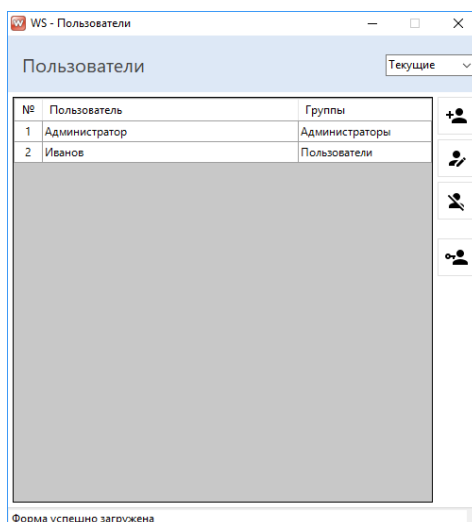 WS - Пользователи
Пользователи
Текущие
№ Пользователь Группы
1 Администратор Администраторы
2 Иванов Пользователи
Форма успешно загружена